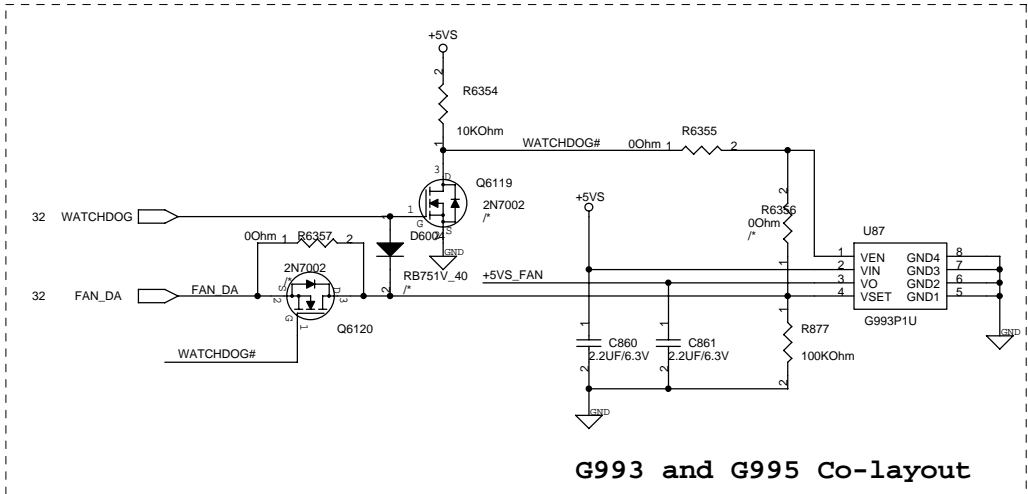 +5VS
2
R6354
10KOhm
1
WATCHDOG#
0Ohm
1
R6355
2
3
D
Q6119
2N7002
/*
1
G
S
GND
32
WATCHDOG
D6004
RB751V_40
/*
2
0Ohm
1
R6357
2
2N7002
/*
32
FAN_DA
FAN_DA
2
S
D
3
G
1
Q6120
WATCHDOG#
+5VS
+5VS_FAN
2
R6356
0Ohm
/*
1
U87
1
VEN
GND4
8
2
VIN
GND3
7
3
VO
GND2
6
4
VSET
GND1
5
G993P1U
GND
1
C860
2.2UF/6.3V
2
1
C861
2.2UF/6.3V
2
1
R877
100KOhm
2
GND
G993 and G995 Co-layout